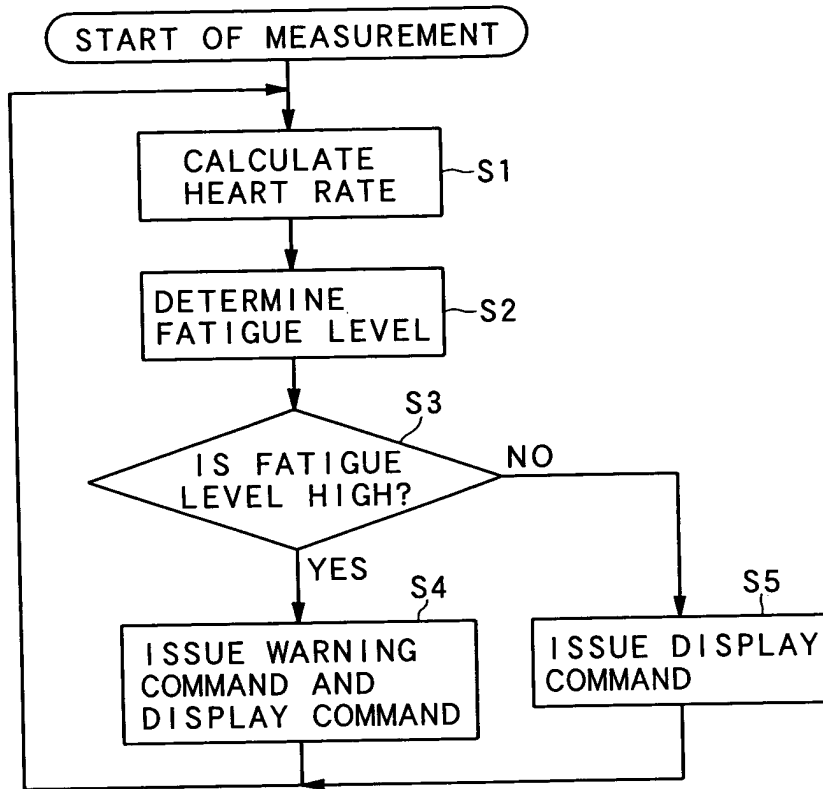 START OF MEASUREMENT
CALCULATE
HEART RATE
S1
DETERMINE
FATIGUE LEVEL
S2
S3
IS FATIGUE
LEVEL HIGH?
NO
YES
S4
ISSUE WARNING
COMMAND AND
DISPLAY COMMAND
S5
ISSUE DISPLAY
COMMAND